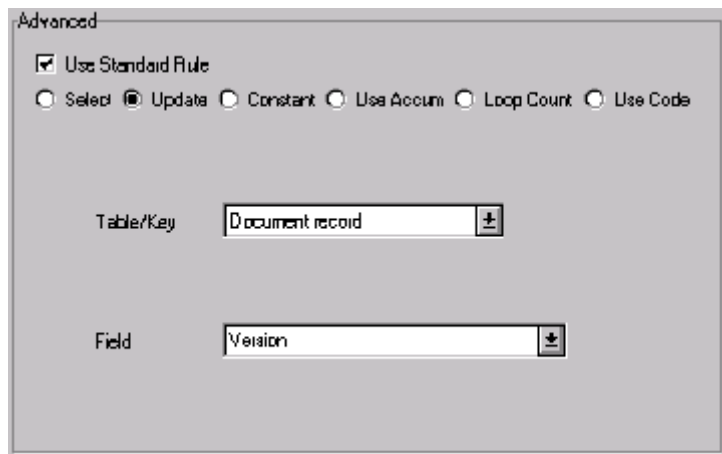 Advanced
Use Standard Rule
Select Update Constant Use Accum Loop Count Use Code
Table/Key Document record
Field Version